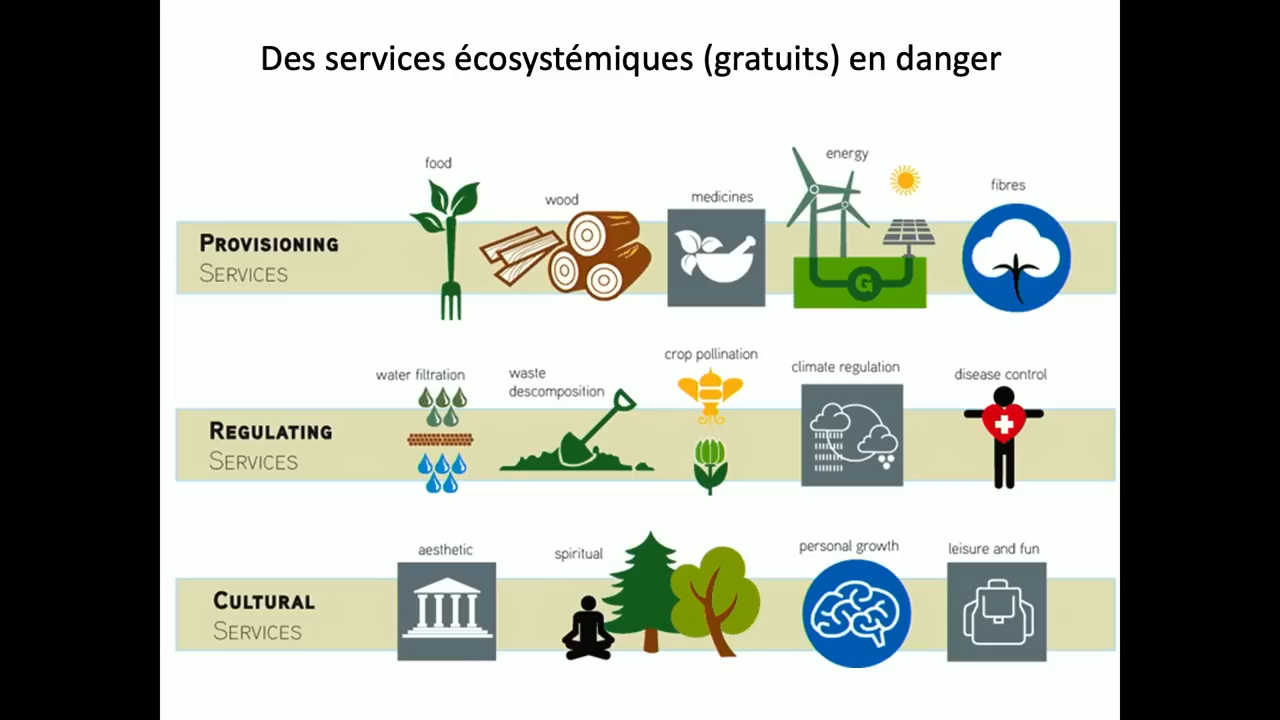 Des services écosystémiques (gratuits) en danger
food
wood
medicines
energy
fibres
PROVISIONING
SERVICES
G
water filtration
waste
descomposition
crop pollination
climate regulation
disease control
REGULATING
SERVICES
aesthetic
spiritual
personal growth
leisure and fun
CULTURAL
SERVICES